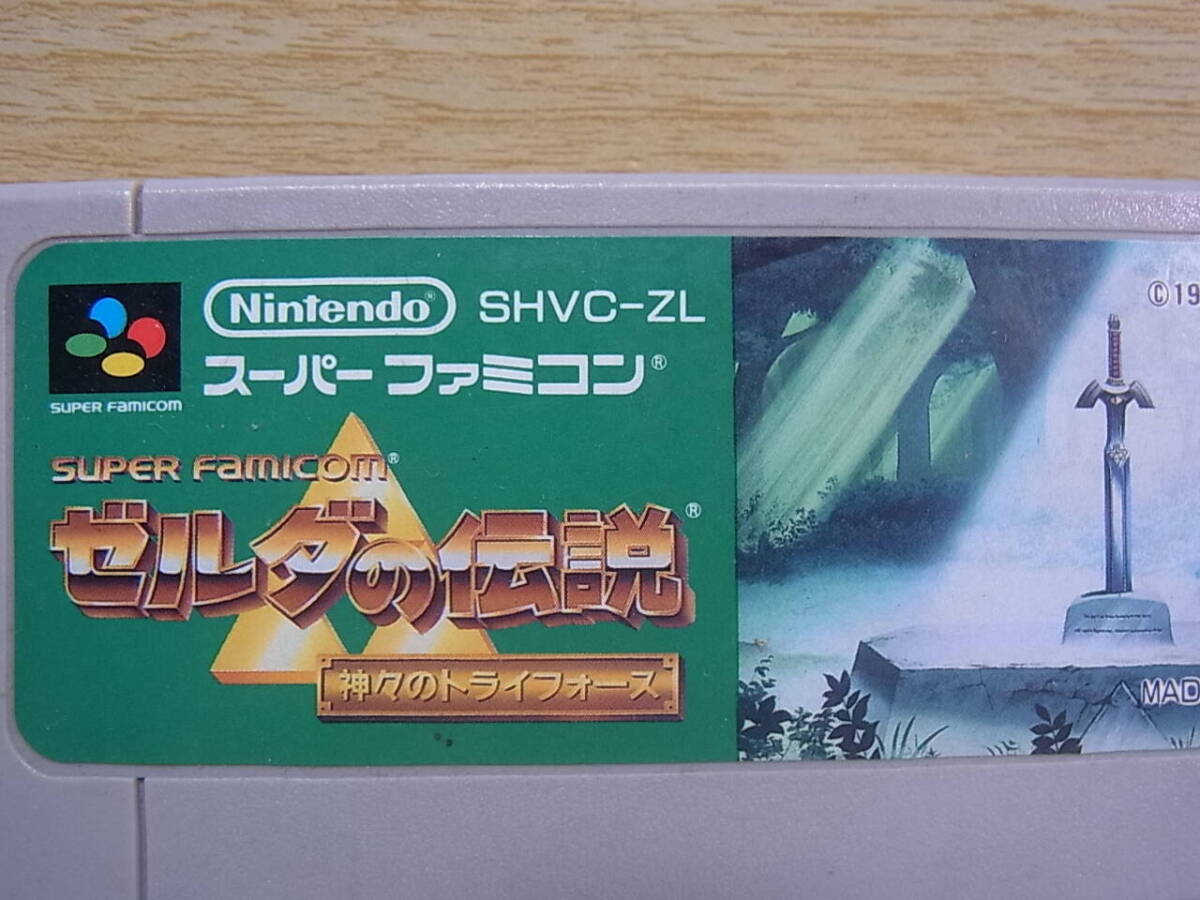 Nintendo® SHVC-ZL
スーパーファミコン®
SUPER FAMICOM
SUPER FAMICOM®
ゼルダの伝説®
神々のトライフォース
©19
MAD